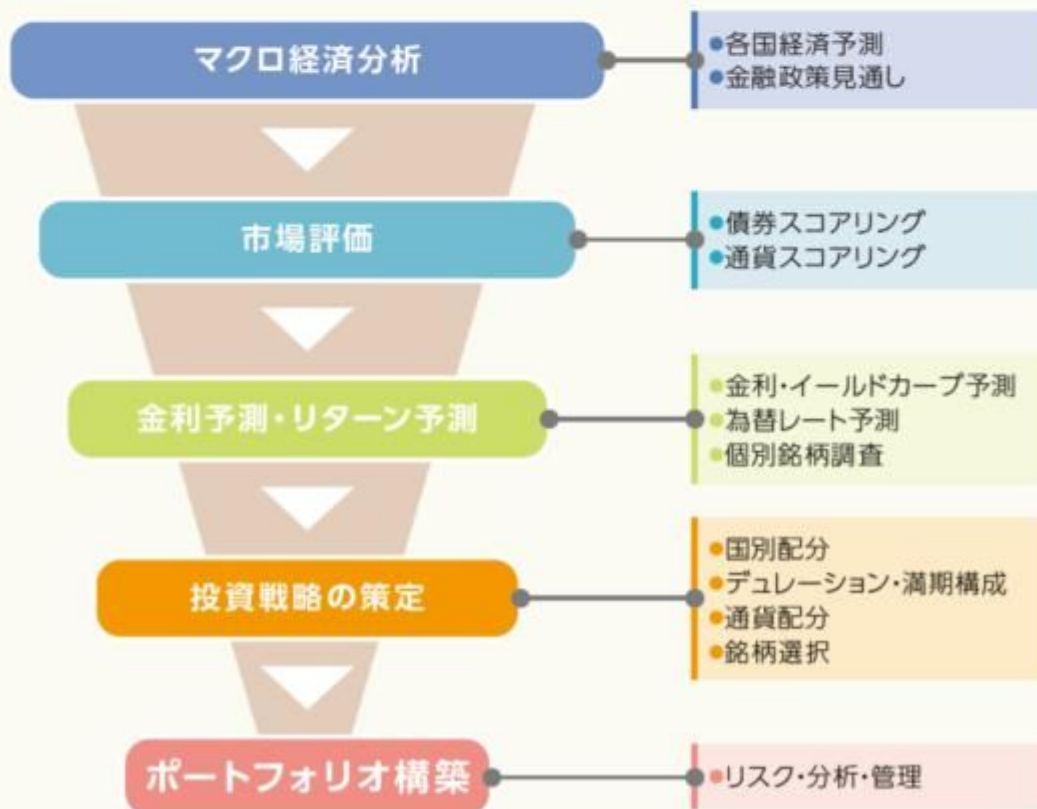 マクロ経済分析
●各国経済予測
●金融政策見通し
市場評価
●債券スコアリング
●通貨スコアリング
金利予測・リターン予測
●金利・イールドカーブ予測
●為替レート予測
●個別銘柄調査
投資戦略の策定
●国別配分
●デュレーション・満期構成
●通貨配分
●銘柄選択
ポートフォリオ構築
●リスク・分析・管理